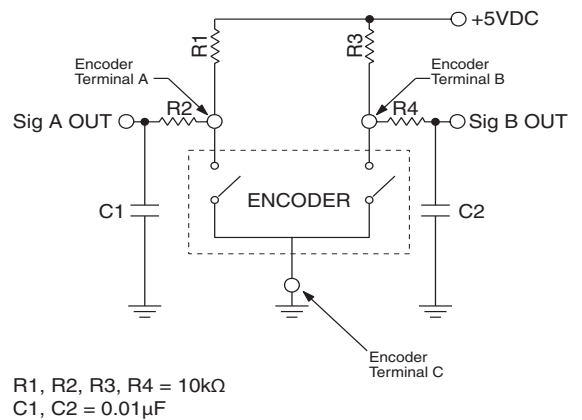 +5VDC
R1
R3
Encoder
Terminal A
Encoder
Terminal B
R2
R4
Sig A OUT
Sig B OUT
ENCODER
C1
C2
Encoder
Terminal C
R1, R2, R3, R4 = 10kΩ
C1, C2 = 0.01µF